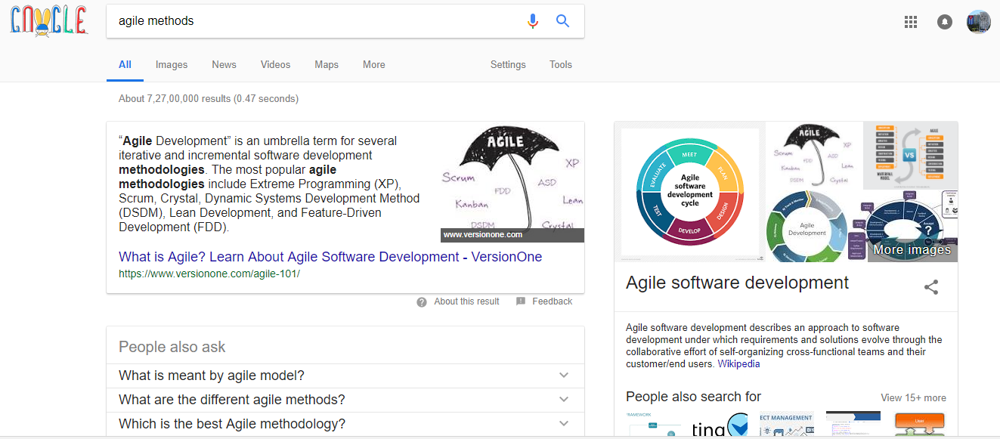 agile methods
All Images News Videos Maps More Settings Tools
About 7,27,00,000 results (0.47 seconds)
“Agile Development” is an umbrella term for several
iterative and incremental software development
methodologies. The most popular agile
methodologies include Extreme Programming (XP),
Scrum, Crystal, Dynamic Systems Development Method
(DSDM), Lean Development, and Feature-Driven
Development (FDD).
AGILE
XP
Scrum
FDD
ASD
Kanban
Lean
DSDM
Crystal
www.versionone.com
What is Agile? Learn About Agile Software Development - VersionOne
https://www.versionone.com/agile-101/
About this result Feedback
People also ask
What is meant by agile model?
What are the different agile methods?
Which is the best Agile methodology?
MEET
PLAN
DESIGN
DEVELOP
TEST
EVALUATE
Agile
software
development
cycle
AGILE
XP
Scrum
FDD
ASD
Kanban
Lean
DSDM
Crystal
AGILE
VS
WATERFALL
MODEL
Agile
Development
Accept
?
More images
Agile software development
Agile software development describes an approach to software
development under which requirements and solutions evolve through the
collaborative effort of self-organizing cross-functional teams and their
customer/end users. Wikipedia
People also search for View 15+ more
FRAMEWORK
ting
ECT MANAGEMENT
User